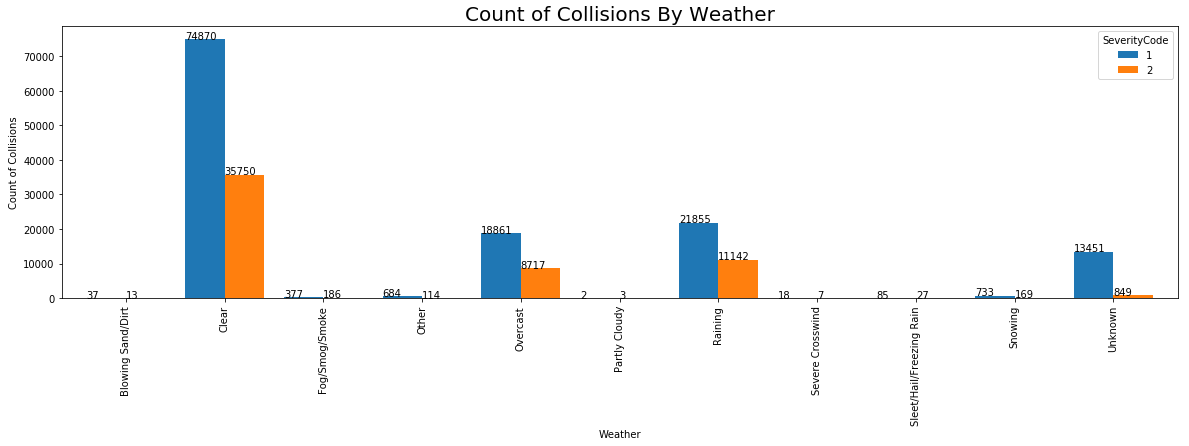 Count of Collisions By Weather
SeverityCode
1
2
Count of Collisions
70000
60000
50000
40000
30000
20000
10000
0
37
13
74870
35750
377
186
684
114
18861
8717
2
3
21855
11142
18
7
85
27
733
169
13451
849
Blowing Sand/Dirt
Clear
Fog/Smog/Smoke
Other
Overcast
Partly Cloudy
Raining
Severe Crosswind
Sleet/Hail/Freezing Rain
Snowing
Unknown
Weather